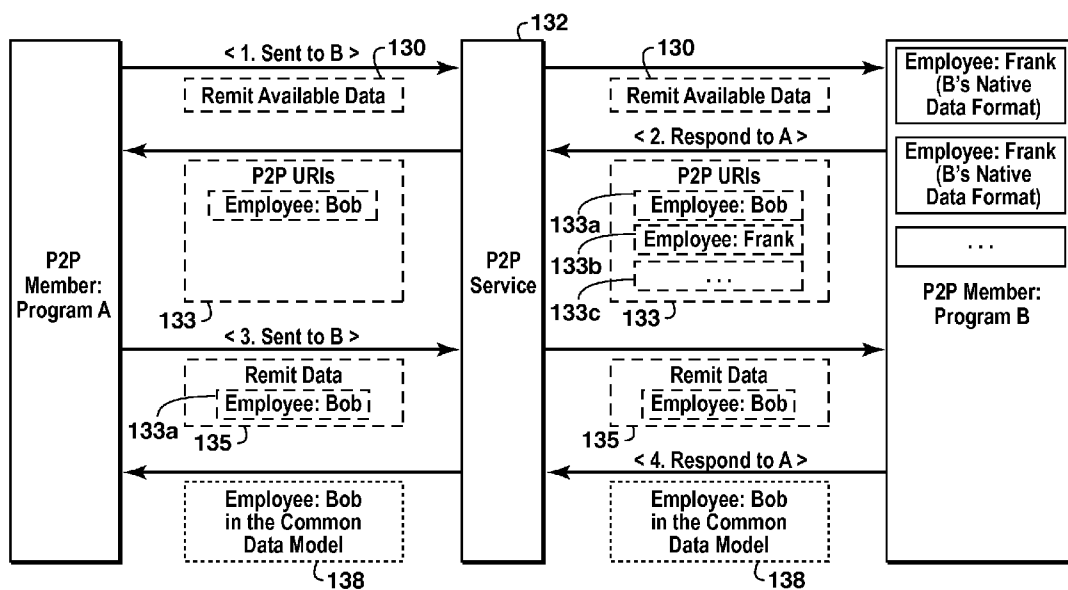 132
< 1. Sent to B >
130
130
Remit Available Data
Remit Available Data
Employee: Frank
(B's Native
Data Format)
< 2. Respond to A >
Employee: Frank
(B's Native
Data Format)
P2P URIs
Employee: Bob
P2P URIs
133a
Employee: Bob
Employee: Frank
133b
. . .
133c
133
133
. . .
P2P
Member:
Program A
P2P
Service
P2P Member:
Program B
< 3. Sent to B >
Remit Data
Employee: Bob
133a
135
Remit Data
Employee: Bob
135
< 4. Respond to A >
Employee: Bob
in the Common
Data Model
138
Employee: Bob
in the Common
Data Model
138